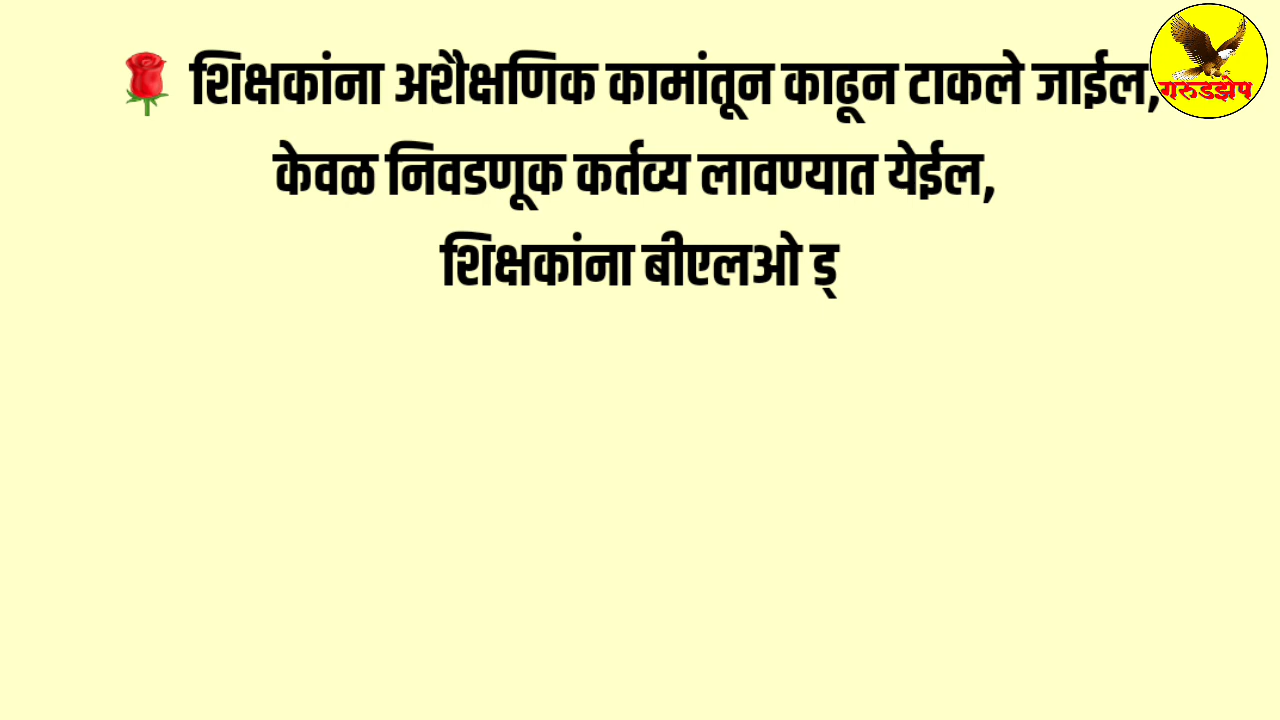 🌹 शिक्षकांना अशैक्षणिक कामांतून काढून टाकले जाईल,
केवळ निवडणूक कर्तव्य लावण्यात येईल,
शिक्षकांना बीएलओ ड्
गरुडझेप